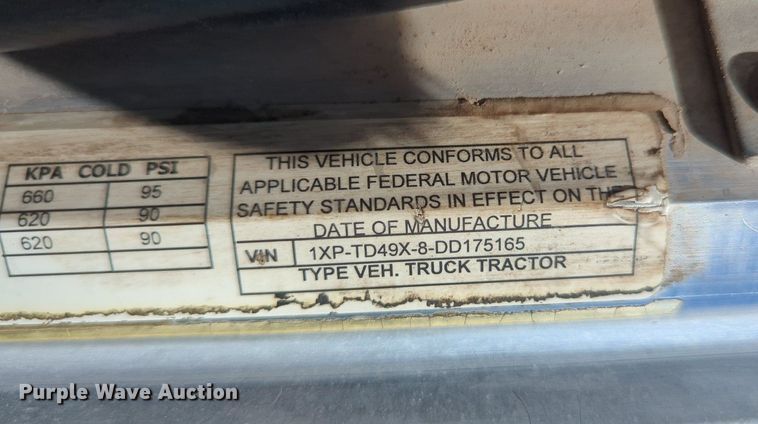 KPA COLD PSI
660 95
620 90
620 90
THIS VEHICLE CONFORMS TO ALL
APPLICABLE FEDERAL MOTOR VEHICLE
SAFETY STANDARDS IN EFFECT ON THE
DATE OF MANUFACTURE
VIN 1XP-TD49X-8-DD175165
TYPE VEH. TRUCK TRACTOR
Purple Wave Auction®